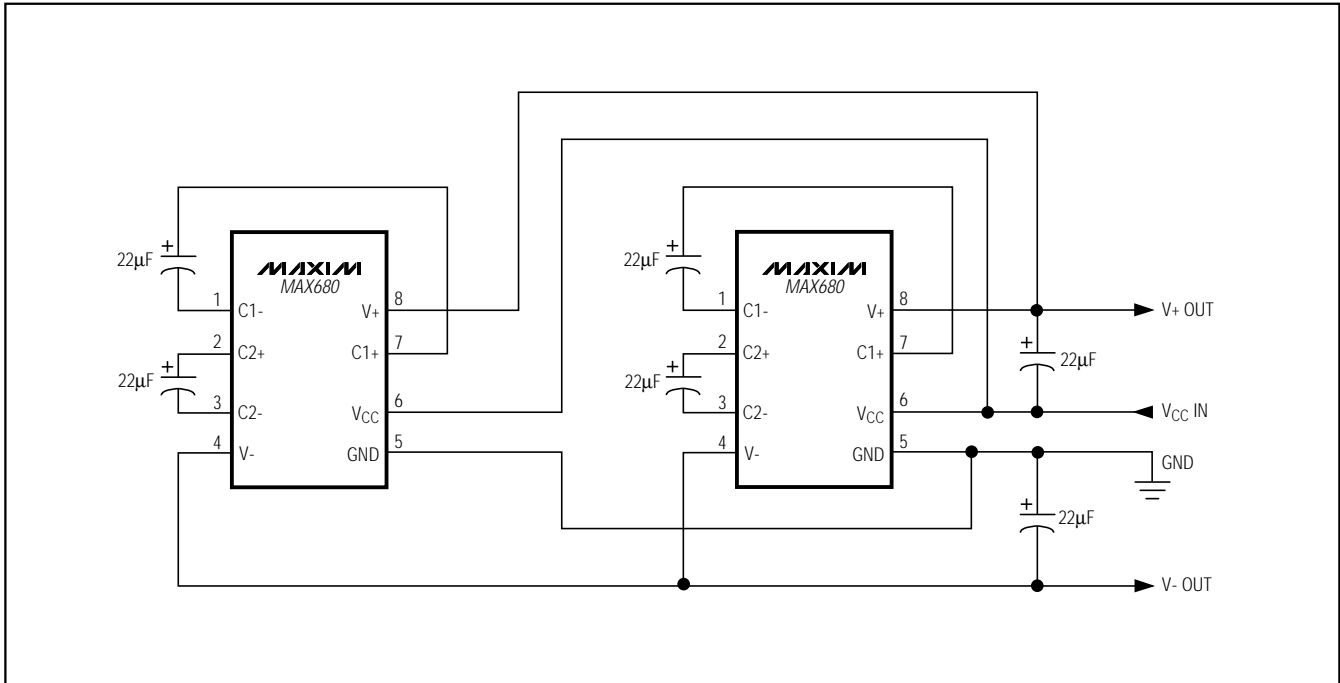 MAXIM
MAX680
22µF
+
22µF
+
1
C1-
2
C2+
3
C2-
4
V-
8
V+
7
C1+
6
VCC
5
GND
MAXIM
MAX680
22µF
+
22µF
+
1
C1-
2
C2+
3
C2-
4
V-
8
V+
7
C1+
6
VCC
5
GND
V+ OUT
+
22µF
VCC IN
GND
+
22µF
V- OUT